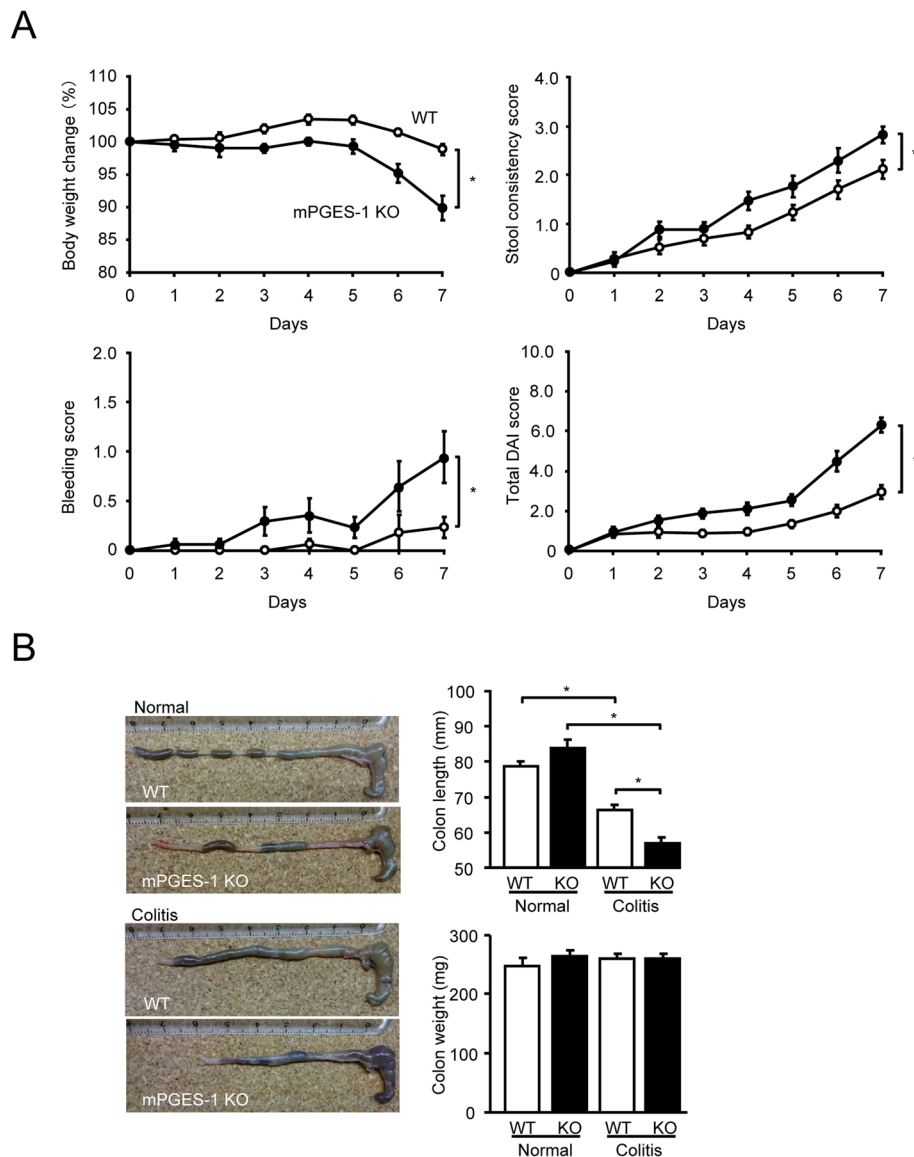 A
Body weight change (%)
110
105
100
95
90
85
80
WT
mPGES-1 KO
*
0 1 2 3 4 5 6 7
Days
Stool consistency score
4.0
3.0
2.0
1.0
0
*
0 1 2 3 4 5 6 7
Days
Bleeding score
2.0
1.5
1.0
0.5
0
*
0 1 2 3 4 5 6 7
Days
Total DAI score
10.0
8.0
6.0
4.0
2.0
0
0 1 2 3 4 5 6 7
Days
B
Normal
WT
mPGES-1 KO
Colitis
WT
mPGES-1 KO
Colon length (mm)
100
90
80
70
60
50
*
*
*
WT KO WT KO
Normal Colitis
Colon weight (mg)
300
200
100
0
WT KO WT KO
Normal Colitis